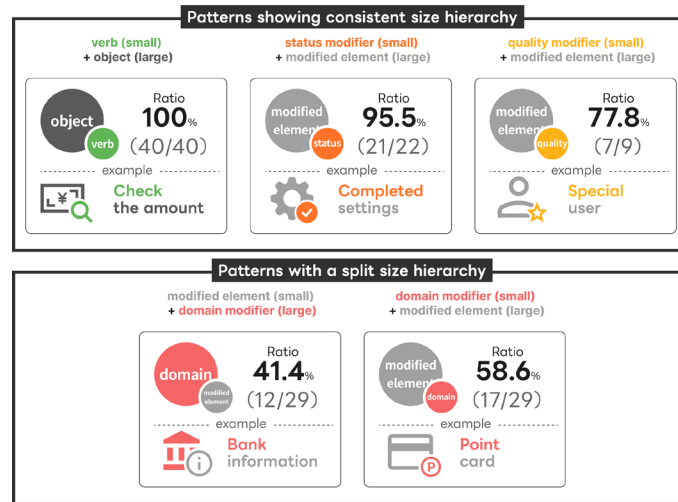 Patterns showing consistent size hierarchy
verb (small)
+ object (large)
object
verb
Ratio
100%
(40/40)
example
¥
Check
the amount
status modifier (small)
+ modified element (large)
modified
element
status
Ratio
95.5%
(21/22)
example
Completed
settings
quality modifier (small)
+ modified element (large)
modified
element
quality
Ratio
77.8%
(7/9)
example
Special
user
Patterns with a split size hierarchy
modified element (small)
+ domain modifier (large)
domain
modified
element
Ratio
41.4%
(12/29)
example
i
Bank
information
domain modifier (small)
+ modified element (large)
modified
element
domain
Ratio
58.6%
(17/29)
example
P
Point
card